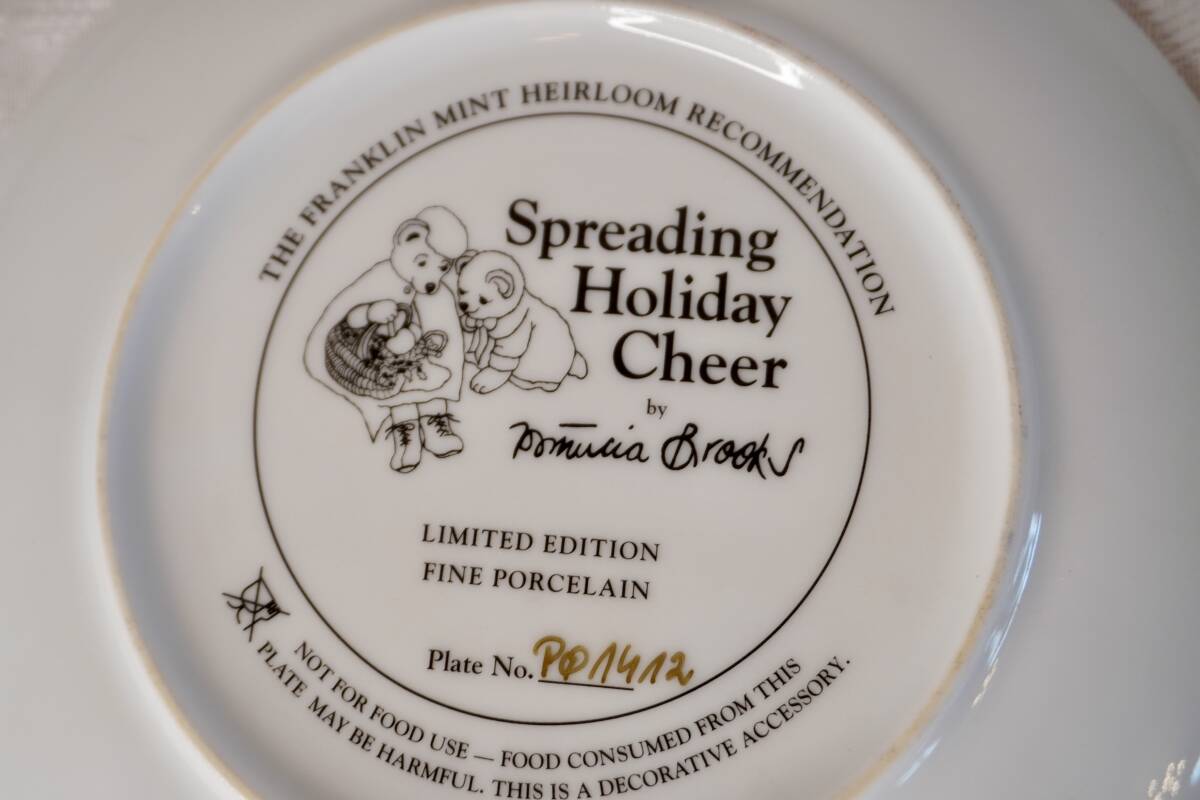 THE FRANKLIN MINT HEIRLOOM RECOMMENDATION
Spreading
Holiday
Cheer
by
Brooks
LIMITED EDITION
FINE PORCELAIN
Plate No. PØ1412
NOT FOR FOOD USE — FOOD CONSUMED FROM THIS
PLATE MAY BE HARMFUL. THIS IS A DECORATIVE ACCESSORY.